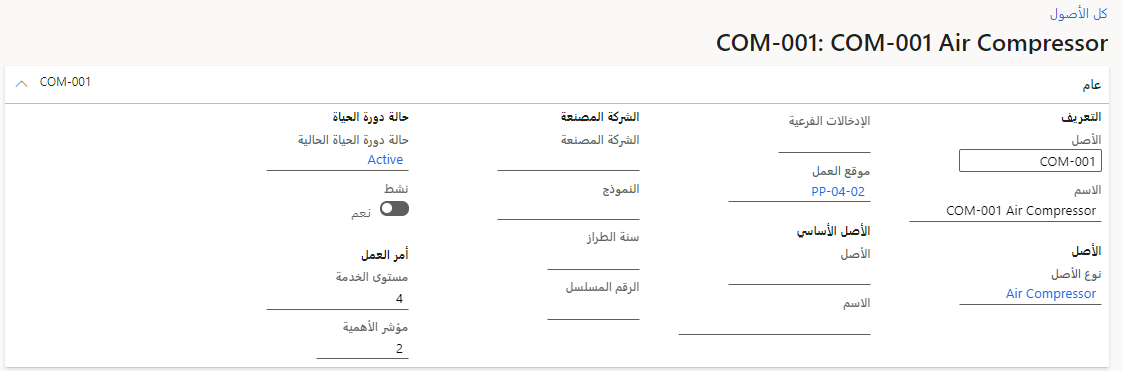 كل الأصول
COM-001: COM-001 Air Compressor
عام
COM-001
التعريف
الأصل
COM-001
الاسم
COM-001 Air Compressor
الأصل
نوع الأصل
Air Compressor
الإدخالات الفرعية
موقع العمل
PP-04-02
الأصل الأساسي
الأصل
الاسم
الشركة المصنعة
الشركة المصنعة
النموذج
سنة الطراز
الرقم المسلسل
حالة دورة الحياة
حالة دورة الحياة الحالية
Active
نشط
نعم
أمر العمل
مستوى الخدمة
4
مؤشر الأهمية
2